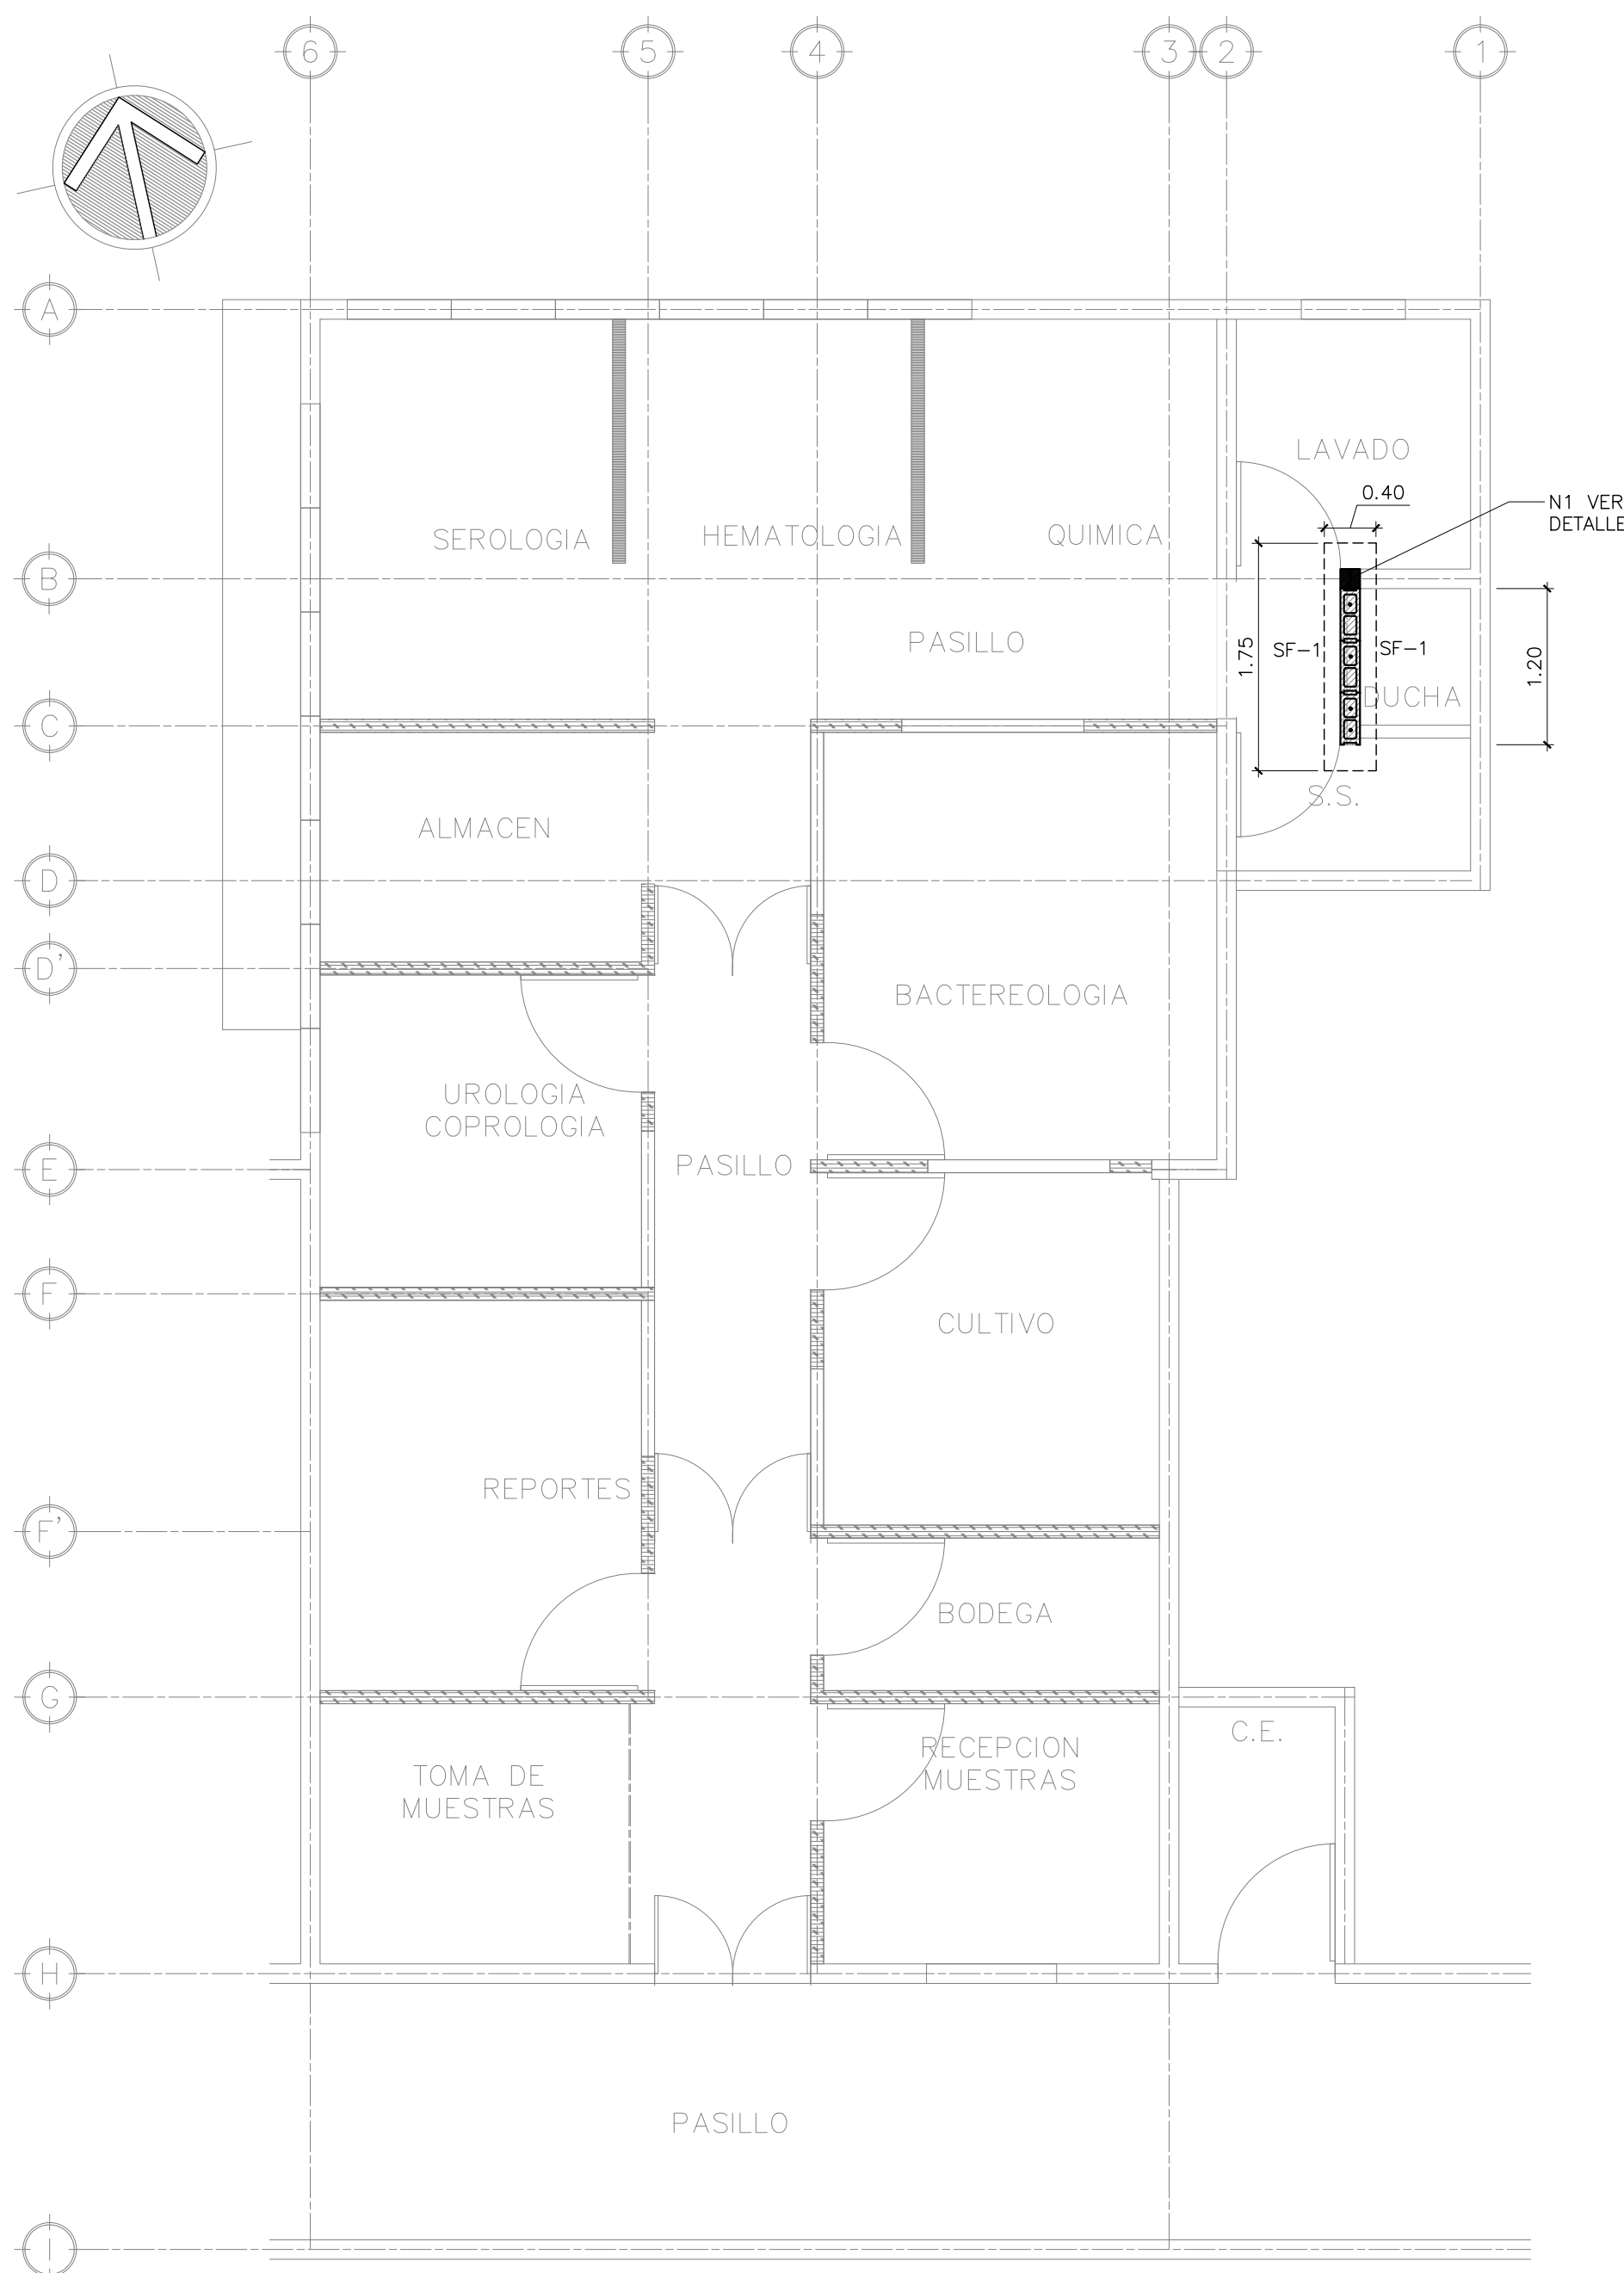 6
5
4
3
2
1
A
LAVADO
0.40
N1 VER
DETALLE
SEROLOGIA
HEMATOLOGIA
QUIMICA
B
PASILLO
1.75
SF-1
SF-1
1.20
DUCHA
C
S.S.
ALMACEN
D
D'
BACTEREOLOGIA
UROLOGIA
COPROLOGIA
E
PASILLO
F
CULTIVO
REPORTES
F'
BODEGA
G
C.E.
RECEPCION
MUESTRAS
TOMA DE
MUESTRAS
H
PASILLO
I